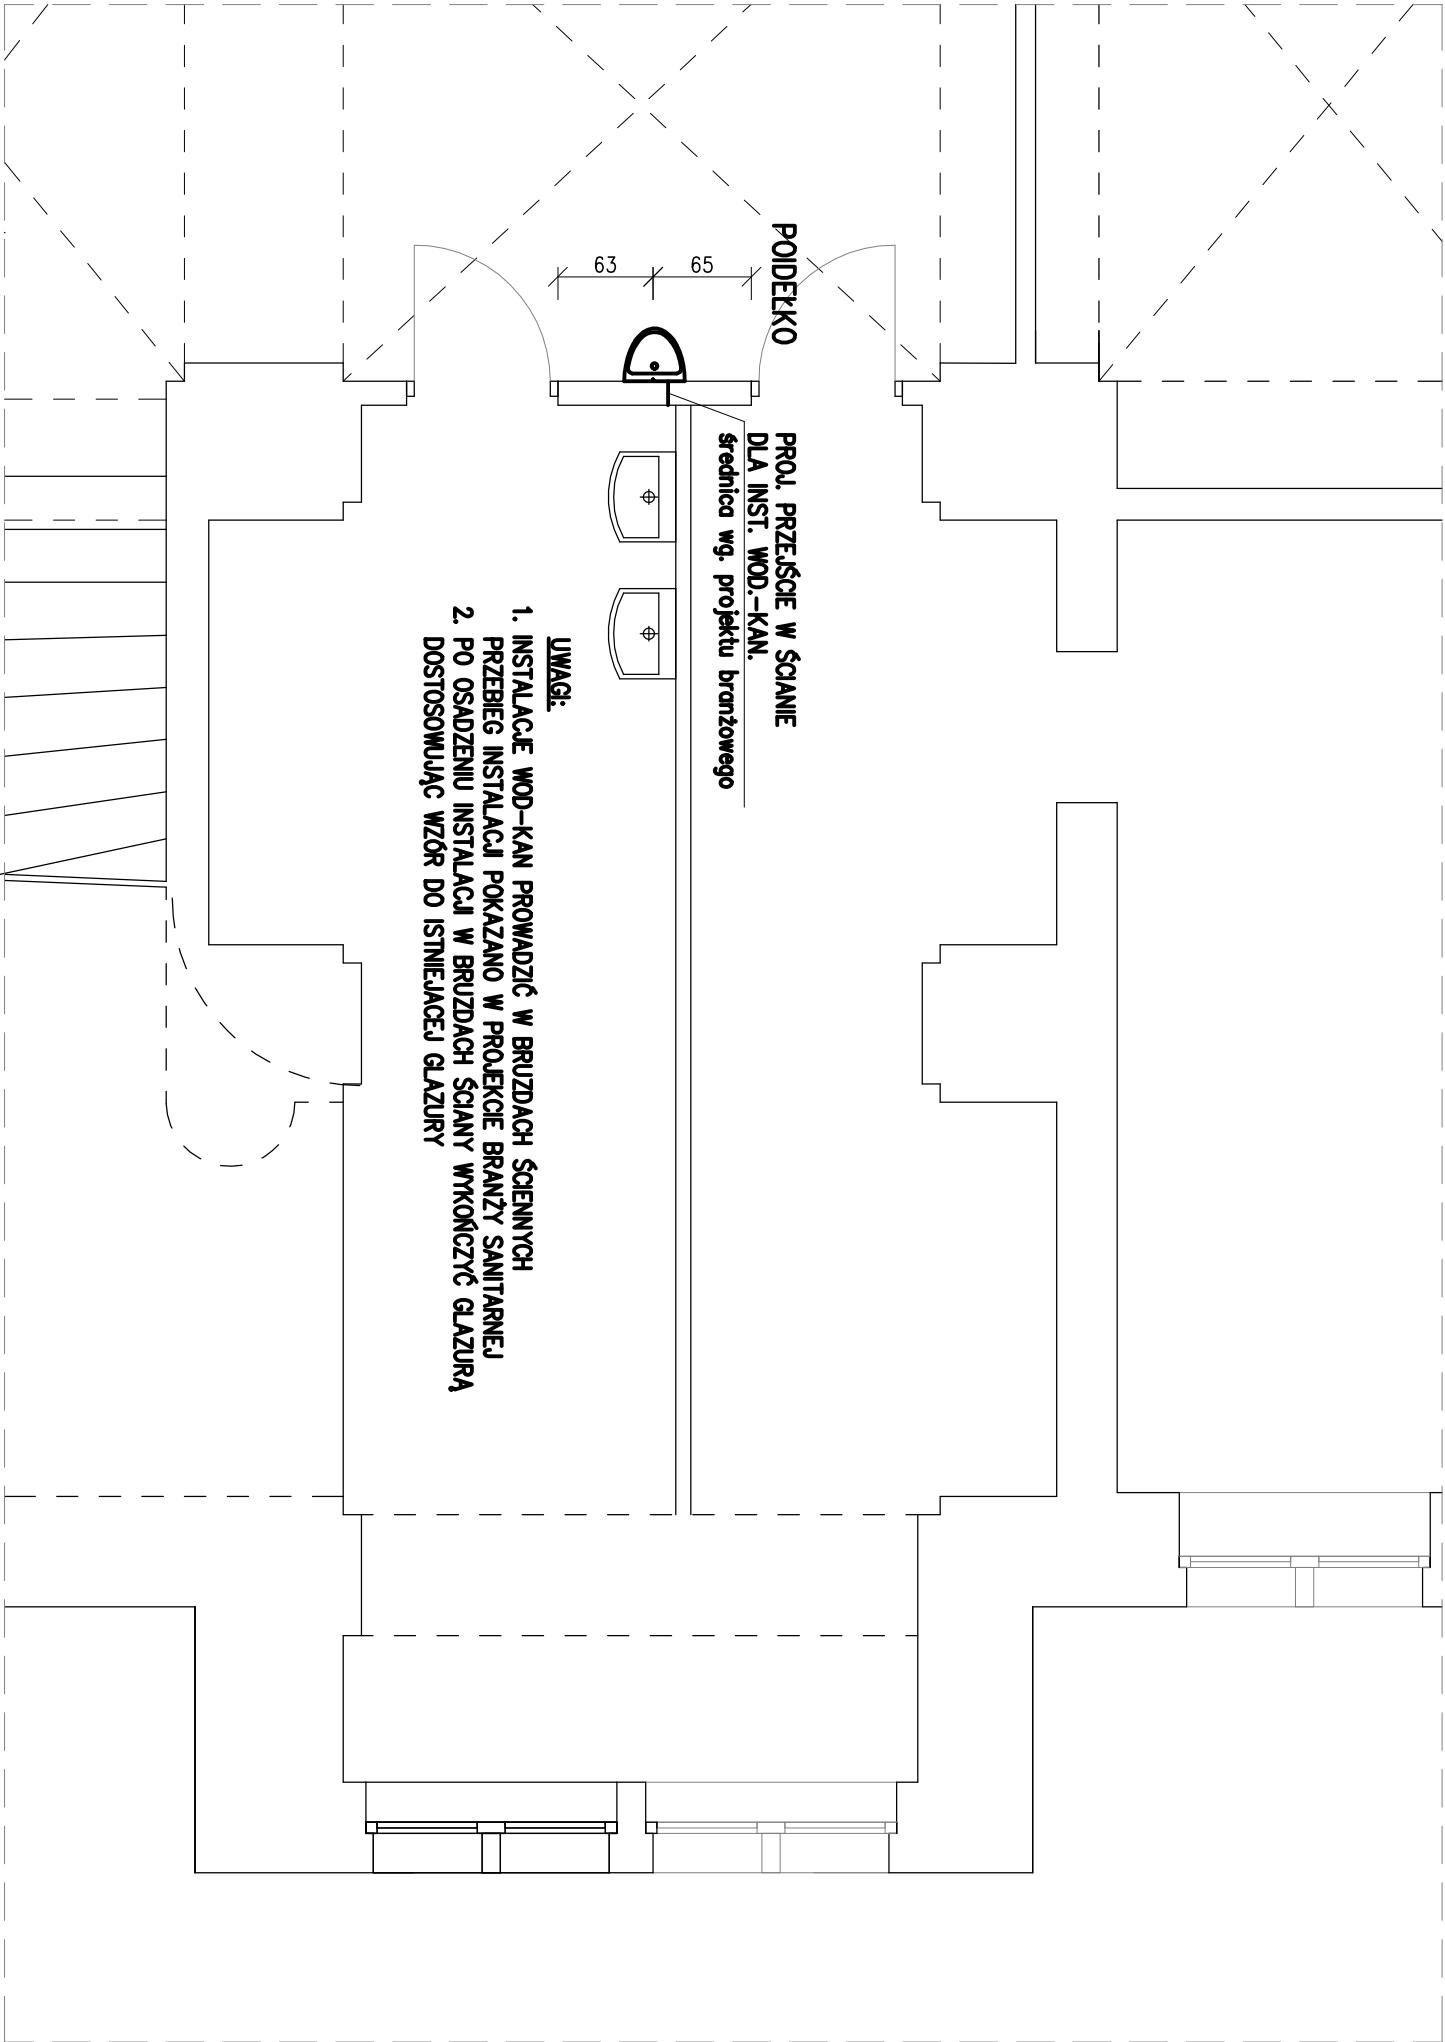 POIDEŁKO
63
65
PROJ. PRZEJŚCIE W ŚCIANIE
DLA INST. WOD.-KAN.
średnica wg. projektu branżowego
UWAGI:
1. INSTALACJE WOD-KAN PROWADZIĆ W BRUZDACH ŚCIENNYCH
PRZEBIEG INSTALACJI POKAZANO W PROJEKCIE BRANŻY SANITARNEJ
2. PO OSADZENIU INSTALACJI W BRUZDACH ŚCIANY WYKOŃCZYĆ GLAZURĄ
DOSTOSOWUJĄC WZÓR DO ISTNIEJACEJ GLAZURY